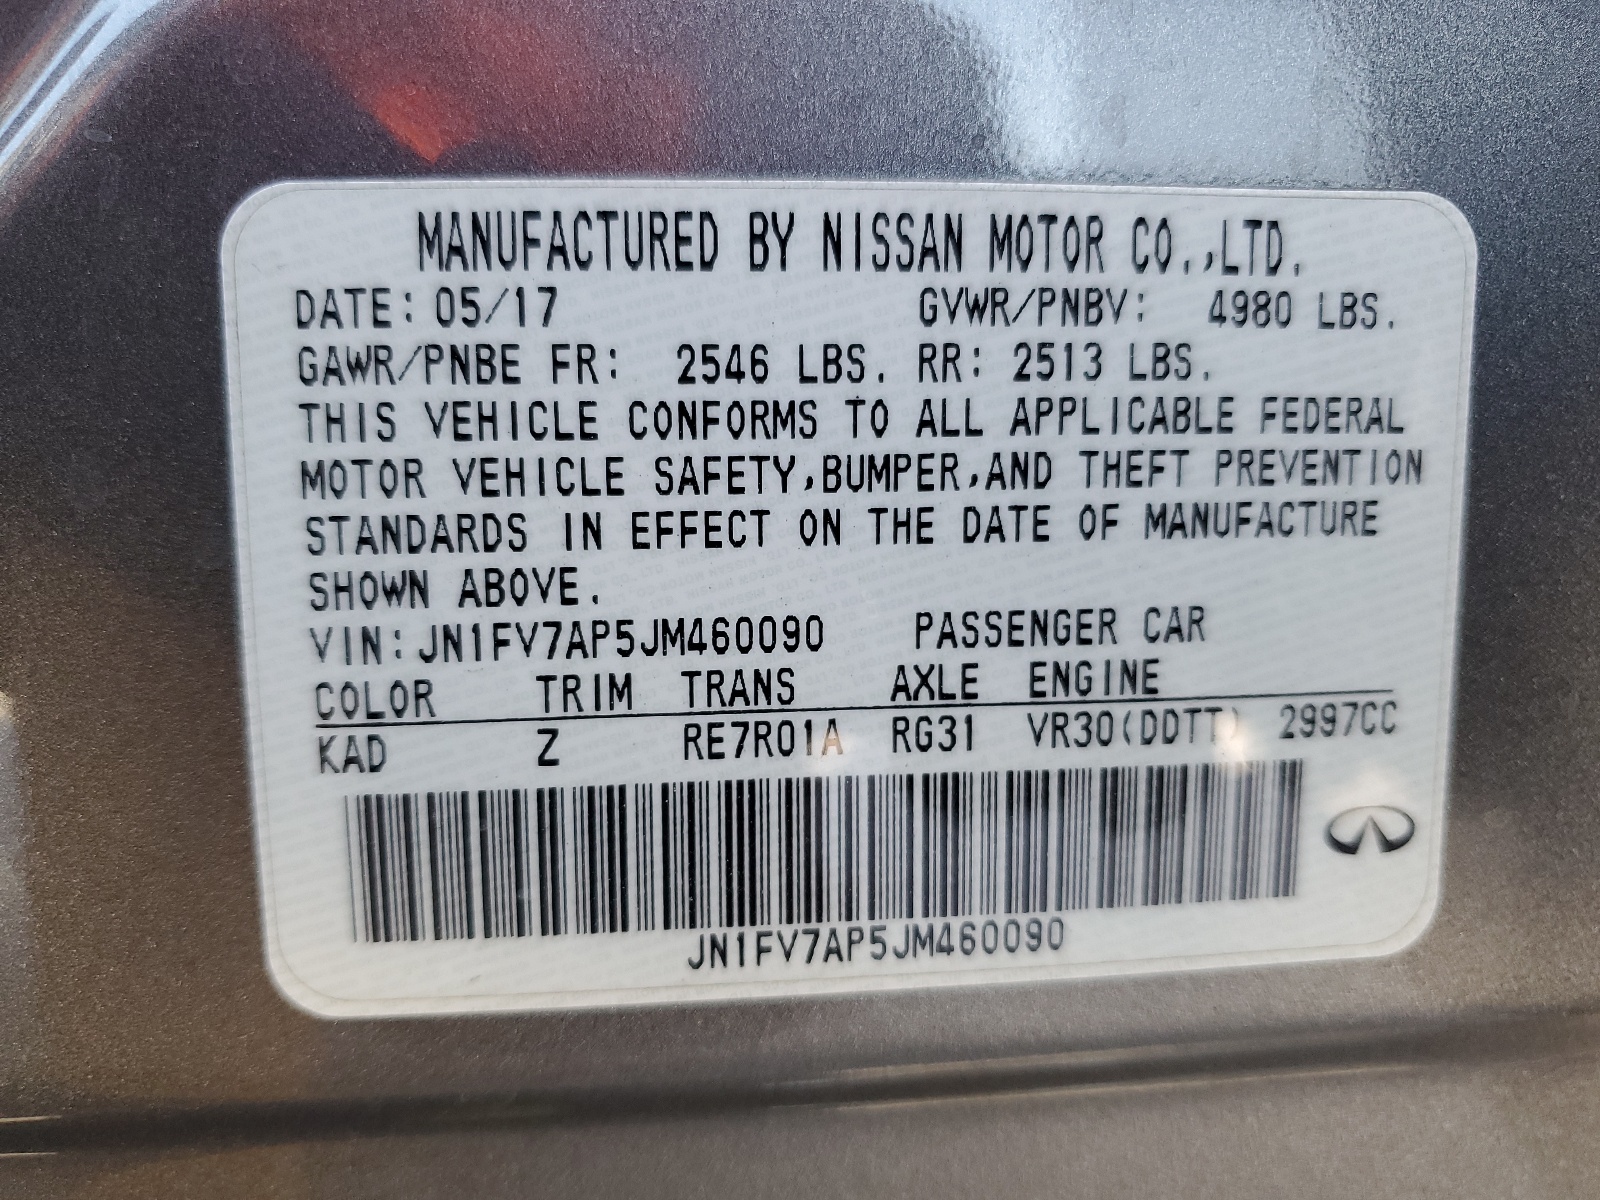 MANUFACTURED BY NISSAN MOTOR CO.,LTD.
DATE: 05/17 GVWR/PNBV: 4980 LBS.
GAWR/PNBE FR: 2546 LBS. RR: 2513 LBS.
THIS VEHICLE CONFORMS TO ALL APPLICABLE FEDERAL
MOTOR VEHICLE SAFETY,BUMPER,AND THEFT PREVENTION
STANDARDS IN EFFECT ON THE DATE OF MANUFACTURE
SHOWN ABOVE.
VIN:JN1FV7AP5JM460090 PASSENGER CAR
COLOR TRIM TRANS AXLE ENGINE
KAD Z RE7R01A RG31 VR30(DDTT) 2997CC
JN1FV7AP5JM460090